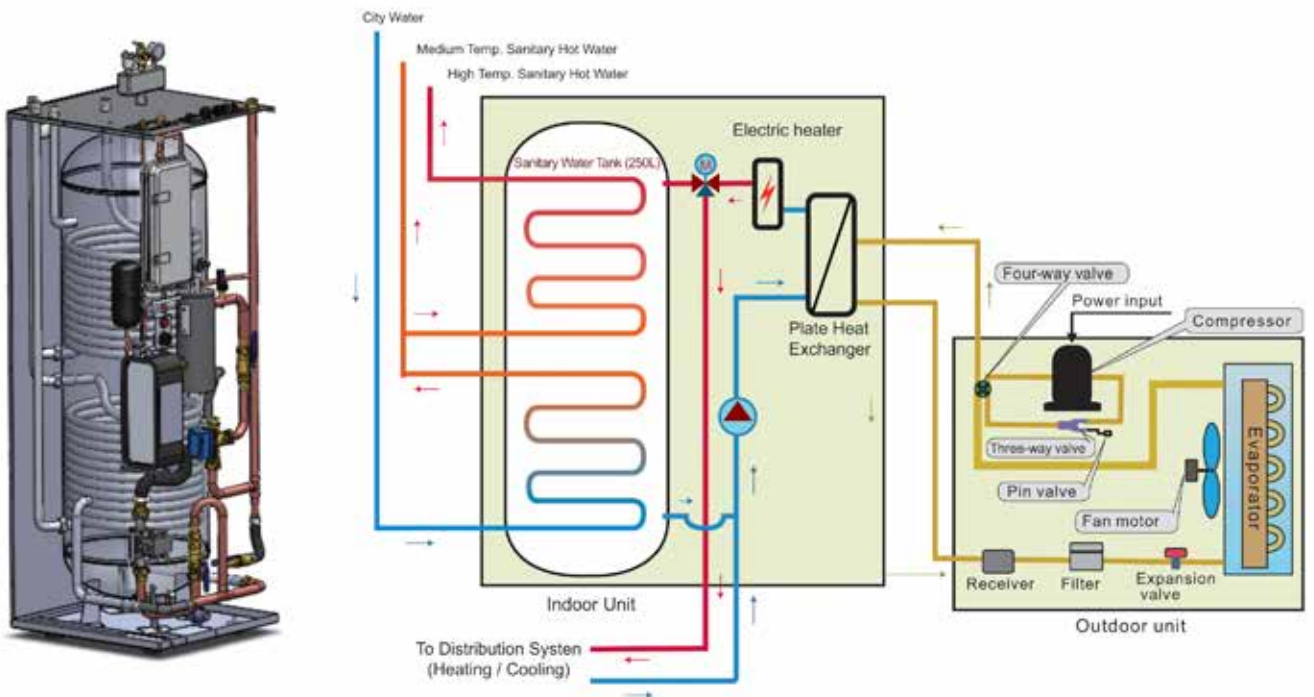 City Water
Medium Temp. Sanitary Hot Water
High Temp. Sanitary Hot Water
Electric heater
Sanitary Water Tank (250L)
M
Four-way valve
Power input
Compressor
Plate Heat
Exchanger
Three-way valve
Pin valve
Evaporator
Fan motor
Receiver
Filter
Expansion
valve
Indoor Unit
Outdoor unit
To Distribution Systen
(Heating / Cooling)